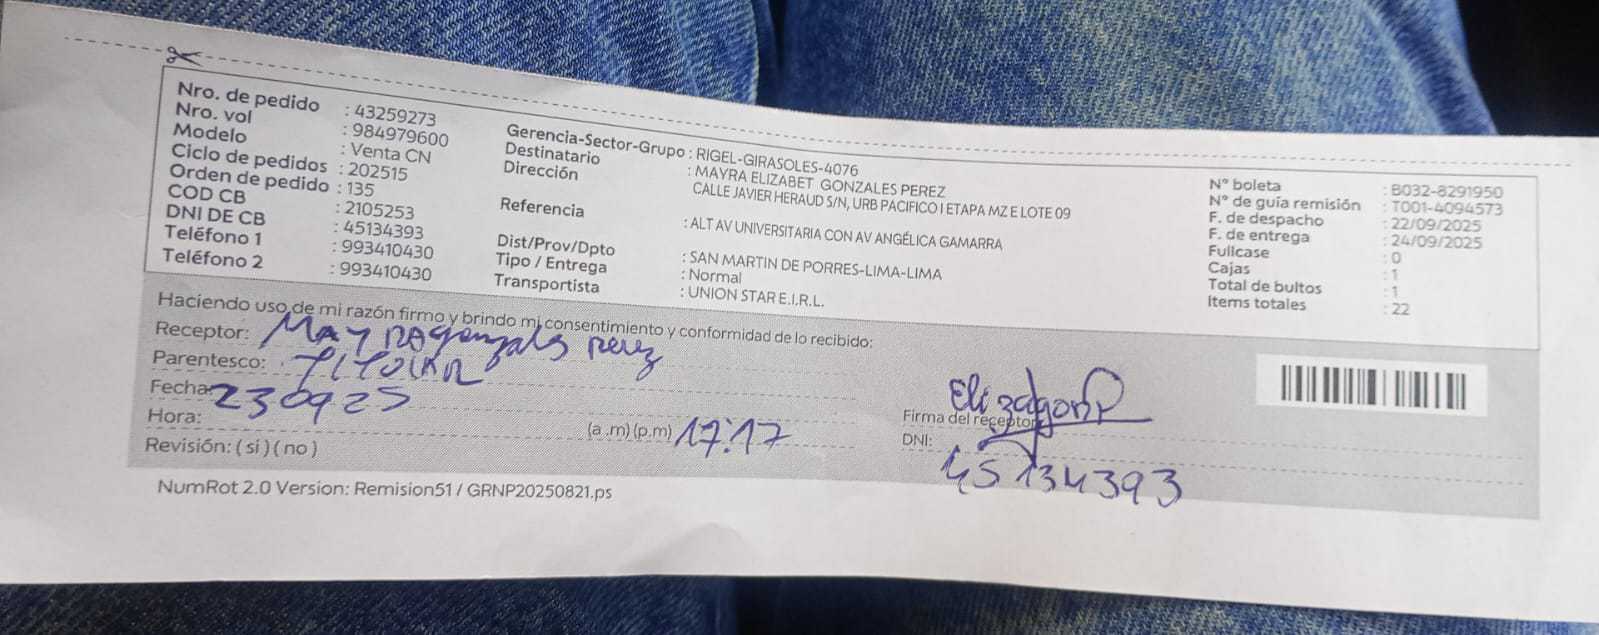 Nro. de pedido : 43259273
Nro. vol : 984979600
Modelo : Venta CN
Ciclo de pedidos : 202515
Orden de pedido : 135
COD CB : 2105253
DNI DE CB : 45134393
Teléfono 1 : 993410430
Teléfono 2 : 993410430
Gerencia-Sector-Grupo : RIGEL-GIRASOLES-4076
Destinatario : MAYRA ELIZABET GONZALES PEREZ
Dirección CALLE JAVIER HERAUD S/N, URB PACIFICO I ETAPA MZ E LOTE 09
Referencia : ALT AV UNIVERSITARIA CON AV ANGÉLICA GAMARRA
Dist/Prov/Dpto : SAN MARTIN DE PORRES-LIMA-LIMA
Tipo / Entrega : Normal
Transportista : UNION STAR E.I.R.L.
N° boleta : B032-8291950
N° de guía remisión : T001-4094573
F. de despacho : 22/09/2025
F. de entrega : 24/09/2025
Fullcase : 0
Cajas : 1
Total de bultos : 1
Items totales : 22
Haciendo uso de mi razón firmo y brindo mi consentimiento y conformidad de lo recibido:
Receptor: MAYRA gonzales Perez
Parentesco: TITULAR
Fecha: 230925
Hora: (a .m) (p.m) 17:17
Revisión: ( si ) ( no )
Firma del receptor
DNI: 45134393
NumRot 2.0 Version: Remision51 / GRNP20250821.ps